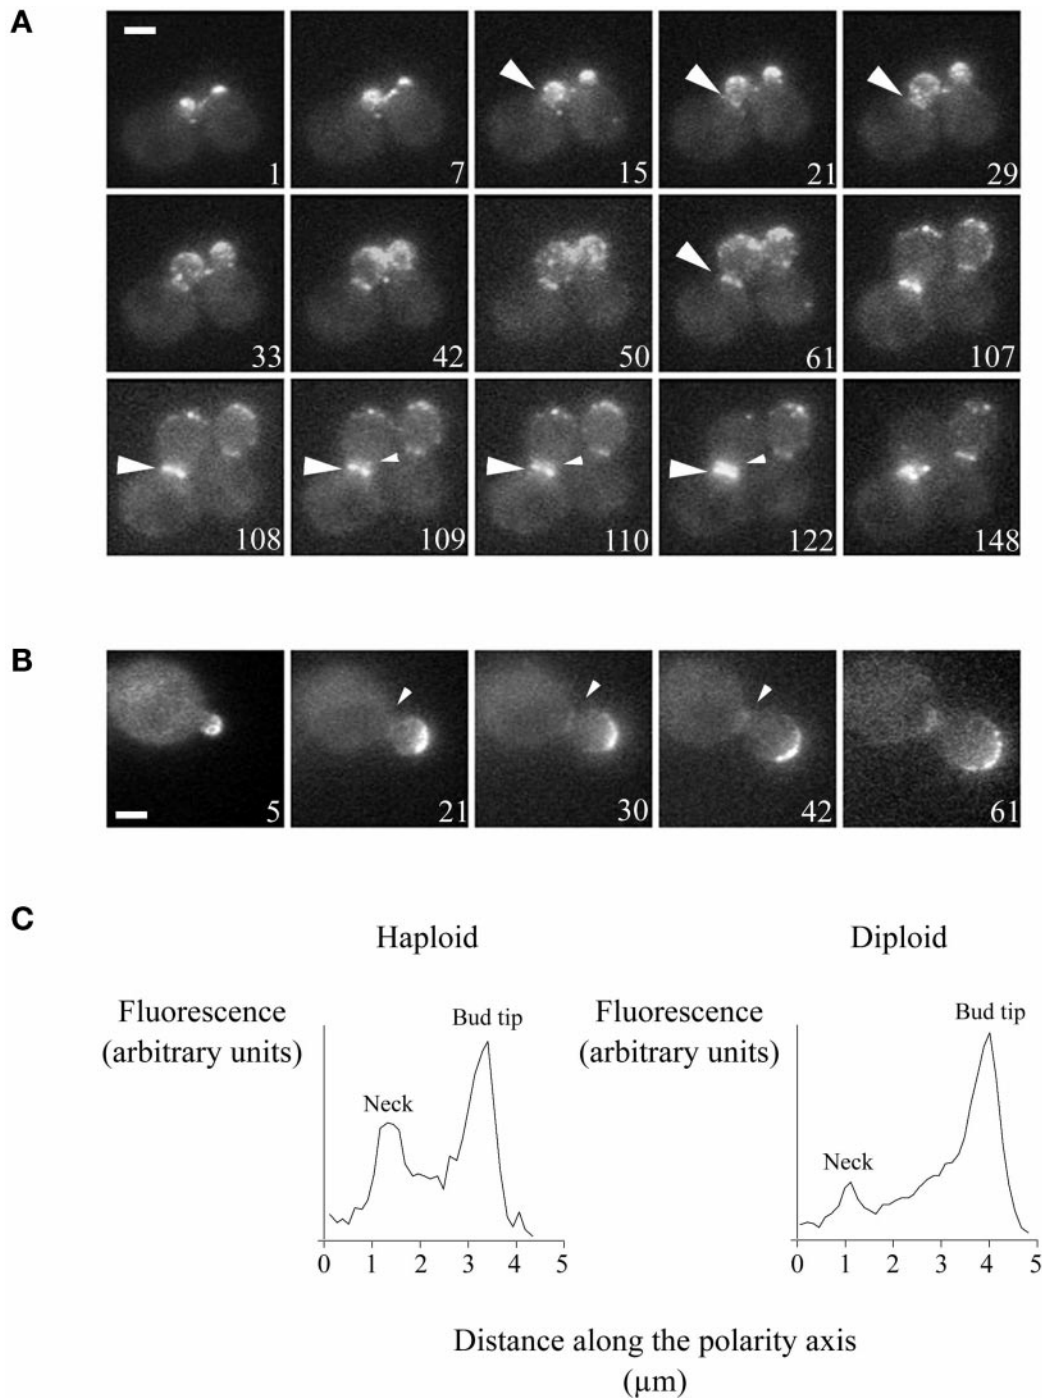 A
1 7 15 21 29
33 42 50 61 107
108 109 110 122 148
B
5 21 30 42 61
C
Haploid Diploid
Fluorescence
(arbitrary units)
Bud tip
Neck
0 1 2 3 4 5
Fluorescence
(arbitrary units)
Bud tip
Neck
0 1 2 3 4 5
Distance along the polarity axis
(µm)